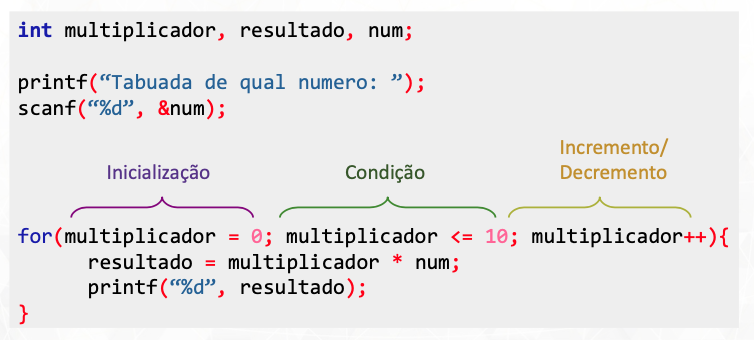 int multiplicador, resultado, num;
printf(“Tabuada de qual numero: ”);
scanf(“%d”, &num);
Inicialização
Condição
Incremento/
Decremento
for(multiplicador = 0; multiplicador <= 10; multiplicador++){
resultado = multiplicador * num;
printf(“%d”, resultado);
}